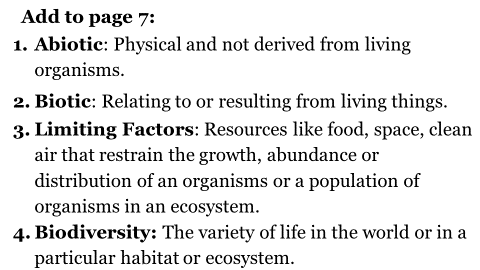 Add to page 7:
1. Abiotic: Physical and not derived from living
organisms.
2. Biotic: Relating to or resulting from living things.
3. Limiting Factors: Resources like food, space, clean
air that restrain the growth, abundance or
distribution of an organisms or a population of
organisms in an ecosystem.
4. Biodiversity: The variety of life in the world or in a
particular habitat or ecosystem.